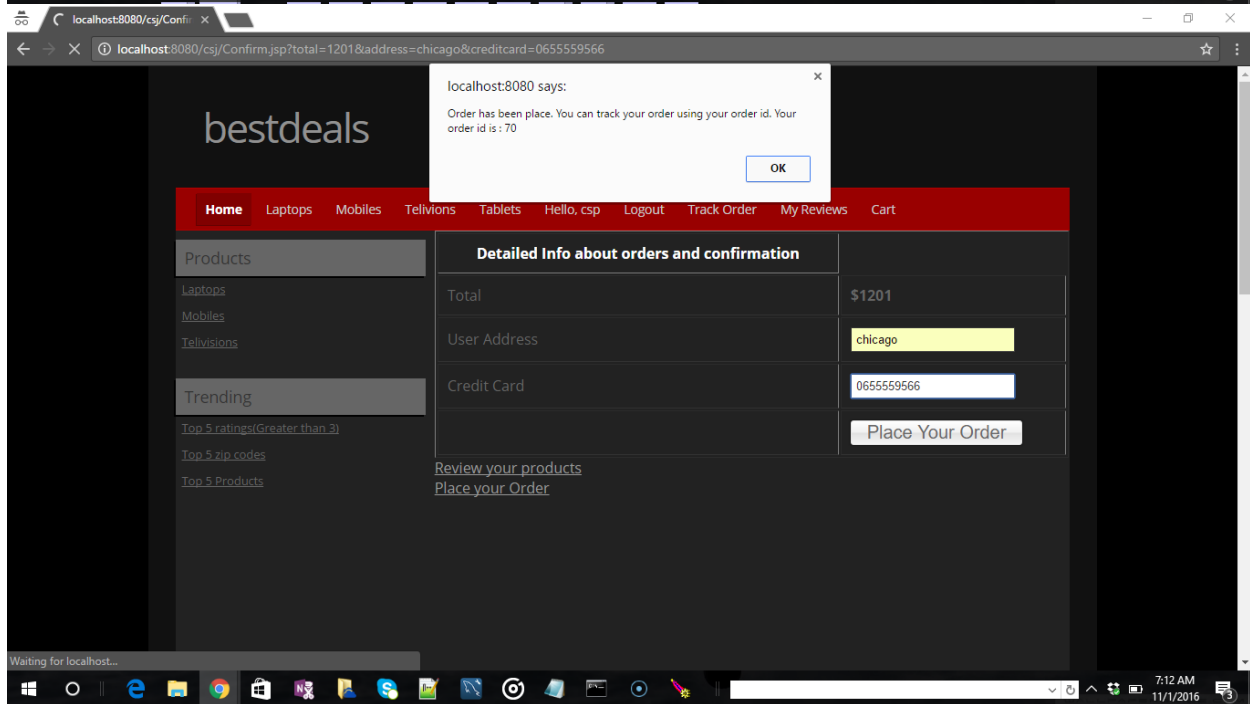 localhost:8080/csj/Confir
localhost:8080/csj/Confirm.jsp?total=1201&address=chicago&creditcard=0655559566
localhost:8080 says:
Order has been place. You can track your order using your order id. Your
order id is : 70
OK
bestdeals
Home Laptops Mobiles Telivions Tablets Hello, csp Logout Track Order My Reviews Cart
Products
Laptops
Mobiles
Telivisions
Trending
Top 5 ratings(Greater than 3)
Top 5 zip codes
Top 5 Products
Detailed Info about orders and confirmation
Total $1201
User Address chicago
Credit Card 0655559566
Place Your Order
Review your products
Place your Order
Waiting for localhost...
7:12 AM
11/1/2016
3